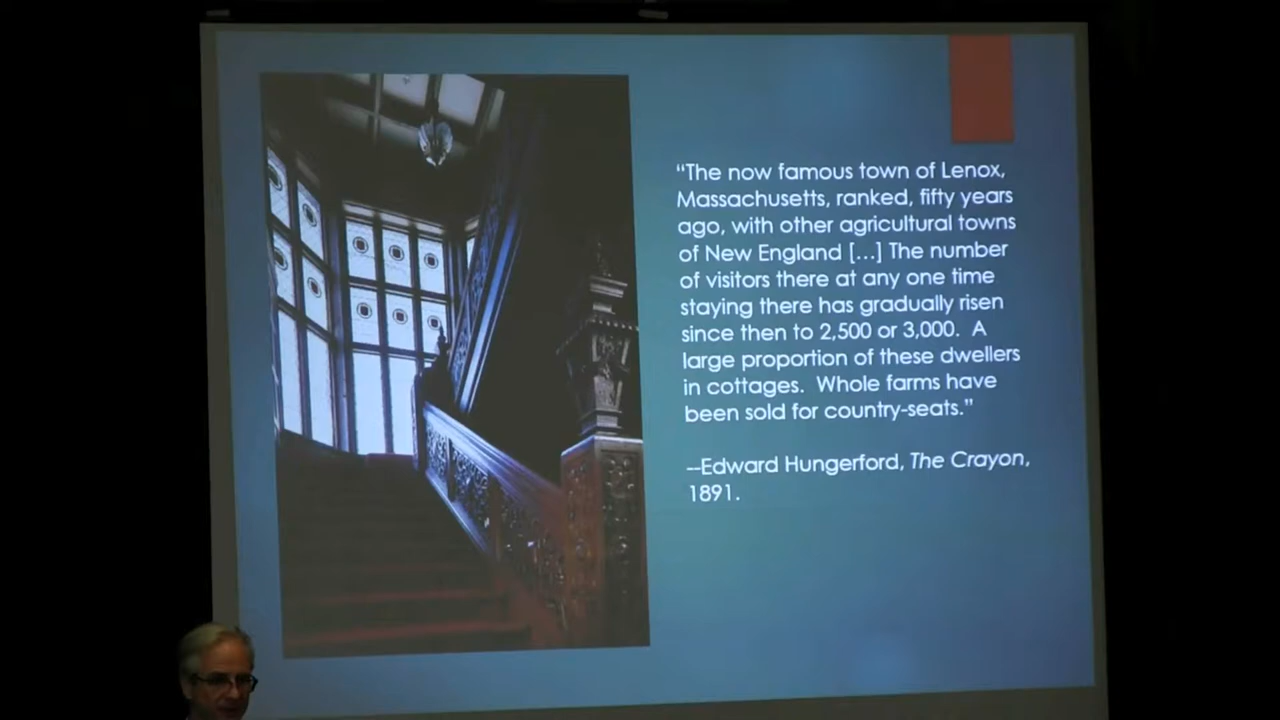 “The now famous town of Lenox,
Massachusetts, ranked, fifty years
ago, with other agricultural towns
of New England [...] The number
of visitors there at any one time
staying there has gradually risen
since then to 2,500 or 3,000.  A
large proportion of these dwellers
in cottages.  Whole farms have
been sold for country-seats.”
--Edward Hungerford, The Crayon,
1891.